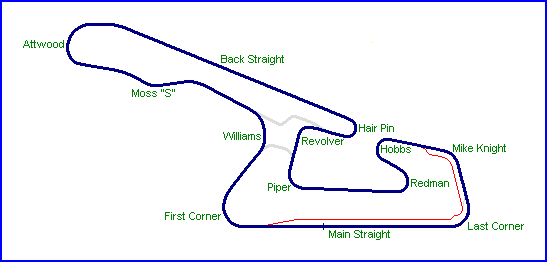 Attwood
Back Straight
Moss "S"
Hair Pin
Williams
Revolver
Hobbs
Mike Knight
Piper
Redman
First Corner
Main Straight
Last Corner